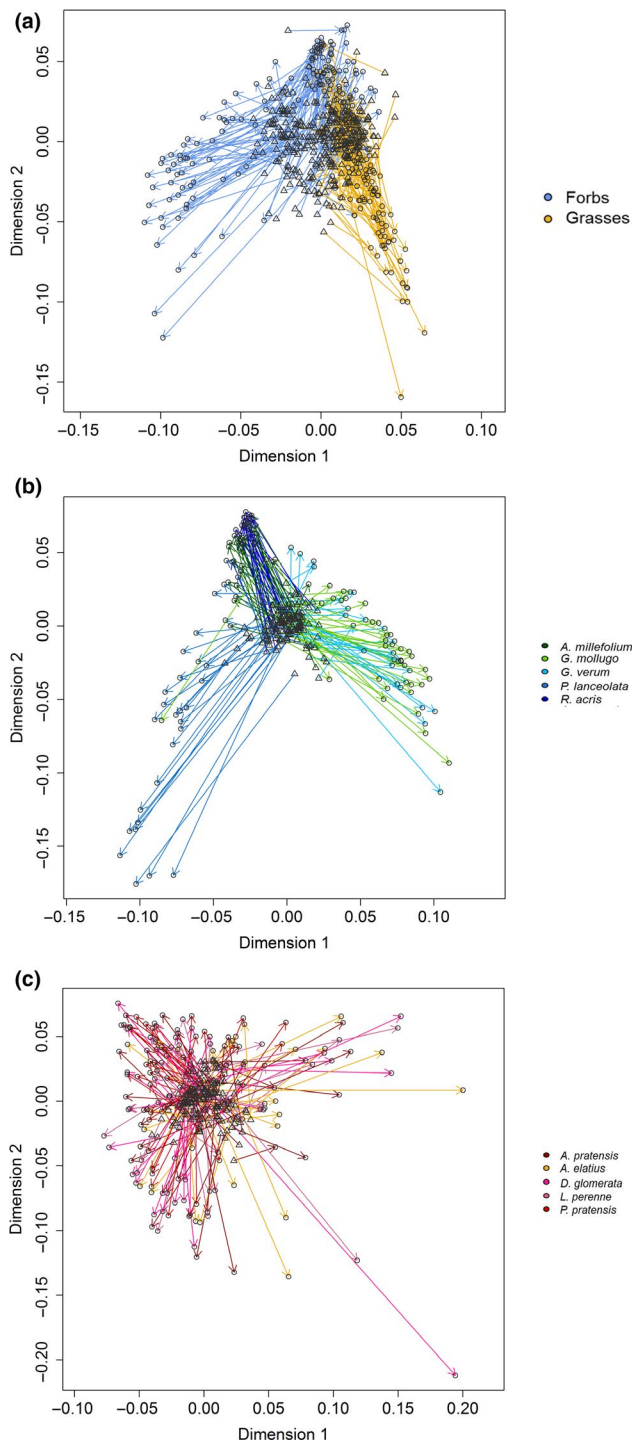 (a)
0.05
0.00
−0.05
−0.10
−0.15
Dimension 2
−0.15 −0.10 −0.05 0.00 0.05 0.10
Dimension 1
Forbs
Grasses
(b)
0.05
0.00
−0.05
−0.10
−0.15
Dimension 2
−0.15 −0.10 −0.05 0.00 0.05 0.10
Dimension 1
A. millefolium
G. mollugo
G. verum
P. lanceolata
R. acris
(c)
0.05
0.00
−0.05
−0.10
−0.15
−0.20
Dimension 2
−0.10 −0.05 0.00 0.05 0.10 0.15 0.20
Dimension 1
A. pratensis
A. elatius
D. glomerata
L. perenne
P. pratensis